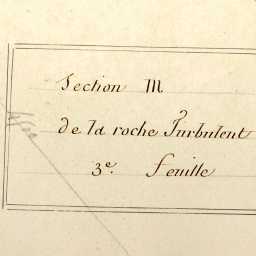 Section M
de la roche Turbulent
3e. feuille